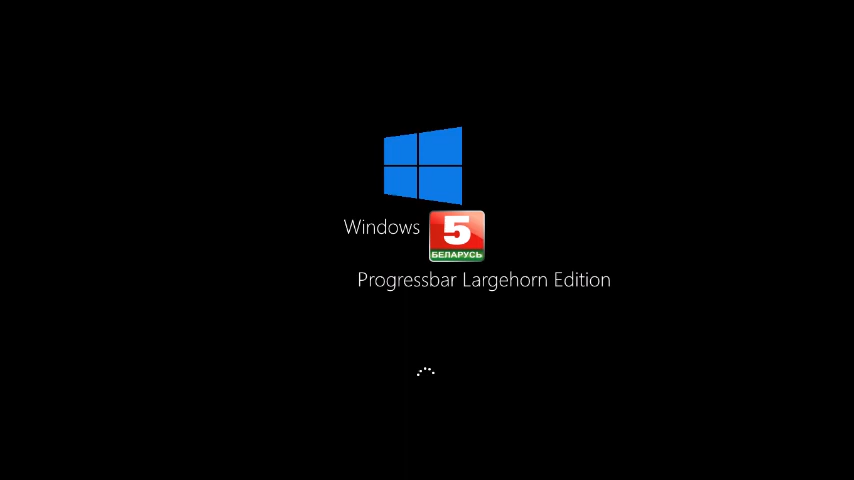 Windows 5
БЕЛАРУСЬ
Progressbar Largehorn Edition